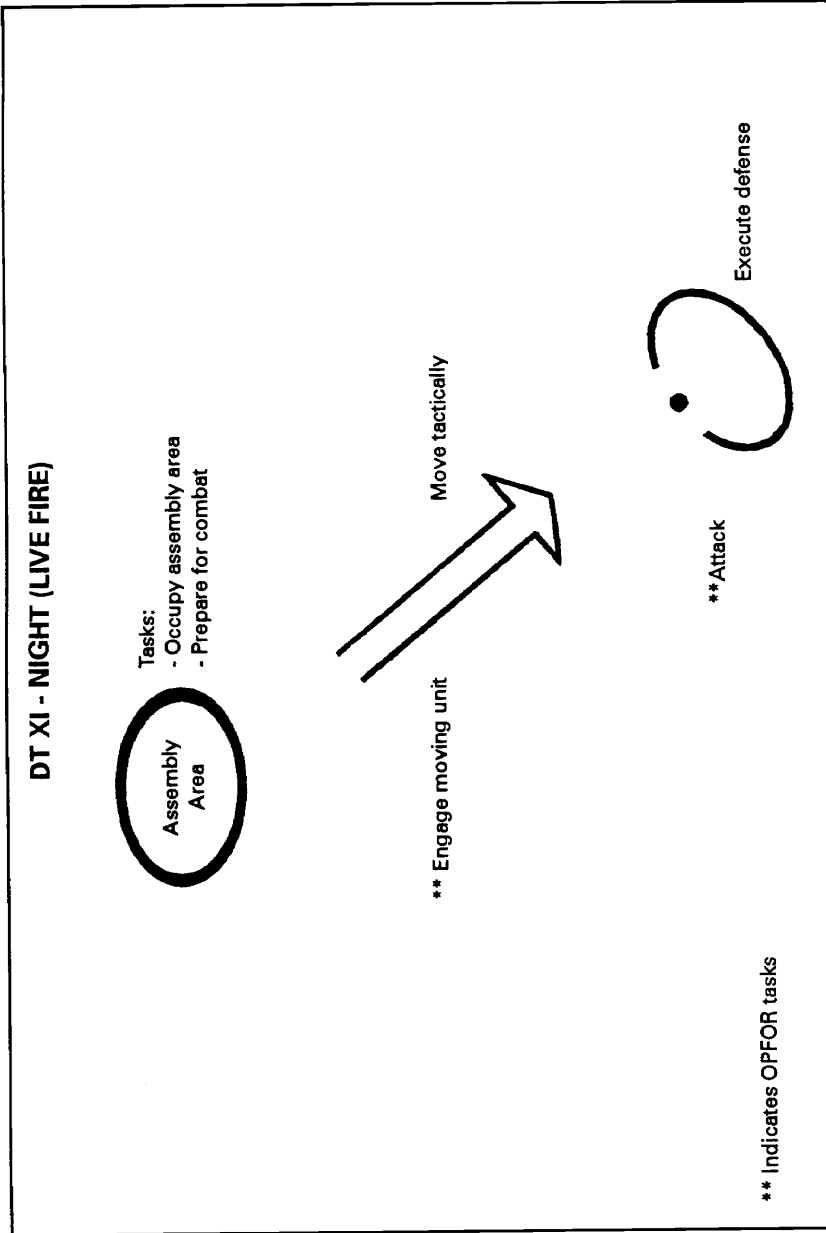 DT XI - NIGHT (LIVE FIRE)
Assembly
Area
Tasks:
- Occupy assembly area
- Prepare for combat
** Engage moving unit
Move tactically
**Attack
Execute defense
** Indicates OPFOR tasks